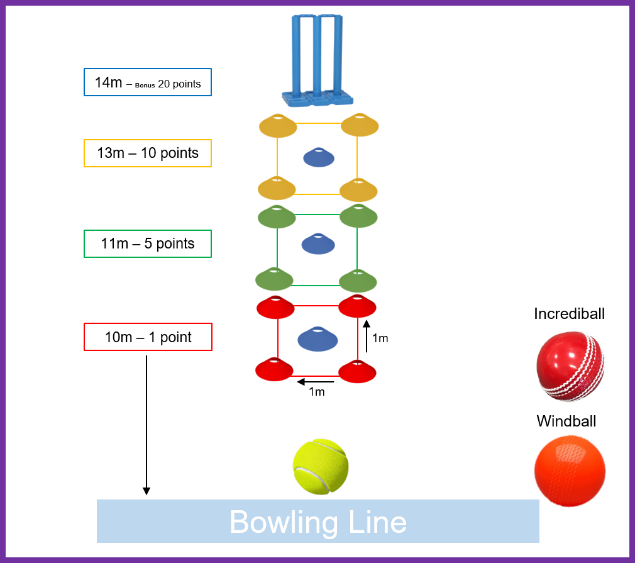 14m – Bonus 20 points
13m – 10 points
11m – 5 points
Incrediball
10m – 1 point
1m
1m
Windball
Bowling Line